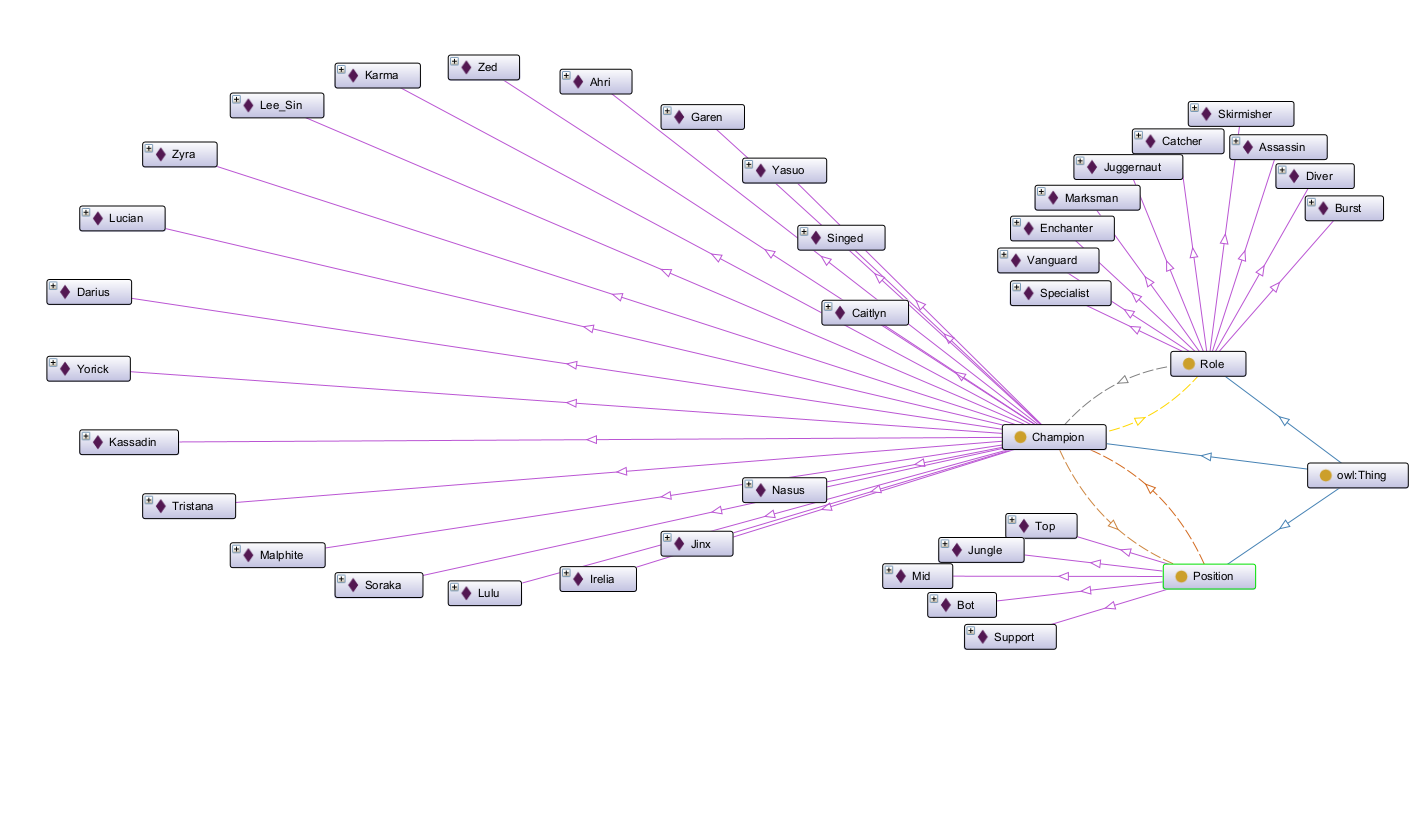 Zed
Karma
Ahri
Lee_Sin
Garen
Skirmisher
Catcher
Assassin
Zyra
Yasuo
Juggernaut
Diver
Marksman
Burst
Lucian
Enchanter
Singed
Vanguard
Darius
Specialist
Caitlyn
Role
Yorick
Champion
Kassadin
owl:Thing
Nasus
Tristana
Top
Jinx
Jungle
Malphite
Mid
Position
Irelia
Soraka
Lulu
Bot
Support